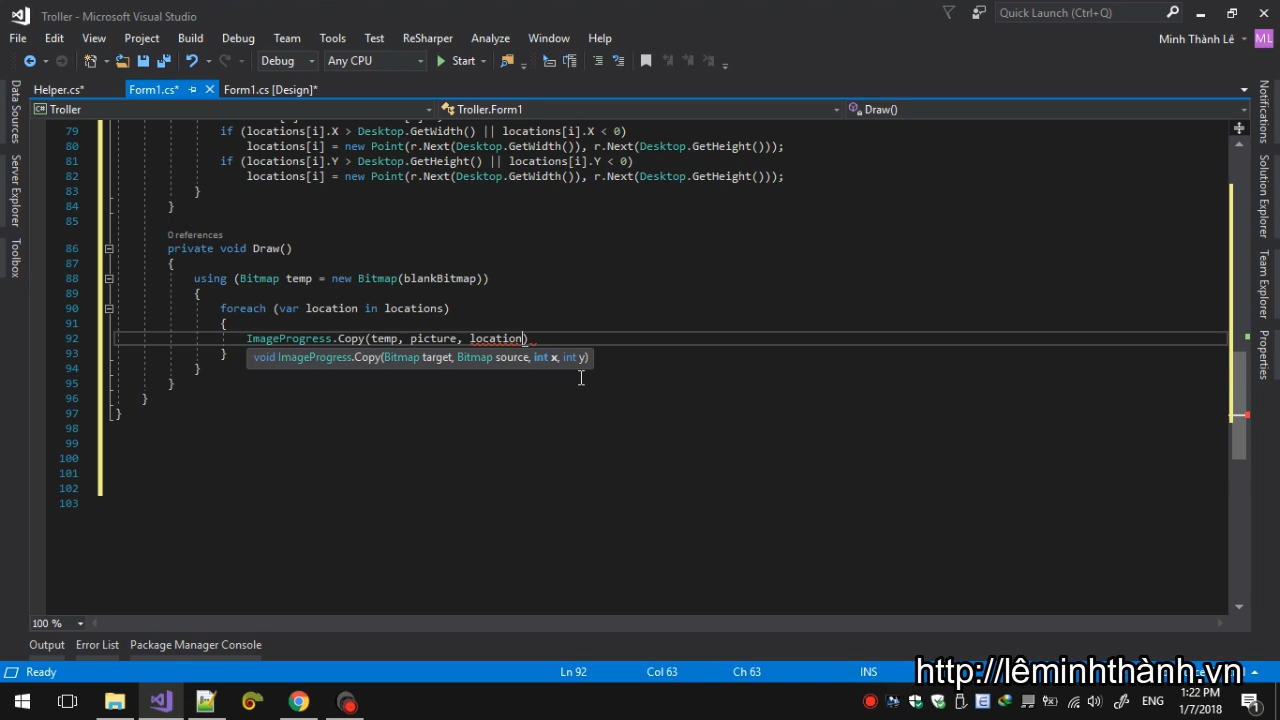 Troller - Microsoft Visual Studio
Quick Launch (Ctrl+Q)
File Edit View Project Build Debug Team Tools Test ReSharper Analyze Window Help
Minh Thành Lê ML
Debug Any CPU Start
Helper.cs* Form1.cs* Form1.cs [Design]*
Troller Troller.Form1 Draw()
Data Sources
Server Explorer
Toolbox
79 if (locations[i].X > Desktop.GetWidth() || locations[i].X < 0)
80 locations[i] = new Point(r.Next(Desktop.GetWidth()), r.Next(Desktop.GetHeight()));
81 if (locations[i].Y > Desktop.GetHeight() || locations[i].Y < 0)
82 locations[i] = new Point(r.Next(Desktop.GetWidth()), r.Next(Desktop.GetHeight()));
83 }
84 }
85
0 references
86 private void Draw()
87 {
88 using (Bitmap temp = new Bitmap(blankBitmap))
89 {
90 foreach (var location in locations)
91 {
92 ImageProgress.Copy(temp, picture, location)
93 }
void ImageProgress.Copy(Bitmap target, Bitmap source, int x, int y)
94 }
95 }
96 }
97 }
98
99
100
101
102
103
Notifications
Solution Explorer
Team Explorer
Properties
100 %
Output Error List Package Manager Console
Ready Ln 92 Col 63 Ch 63 INS
http://lêminhthành.vn
ENG
1:22 PM
1/7/2018